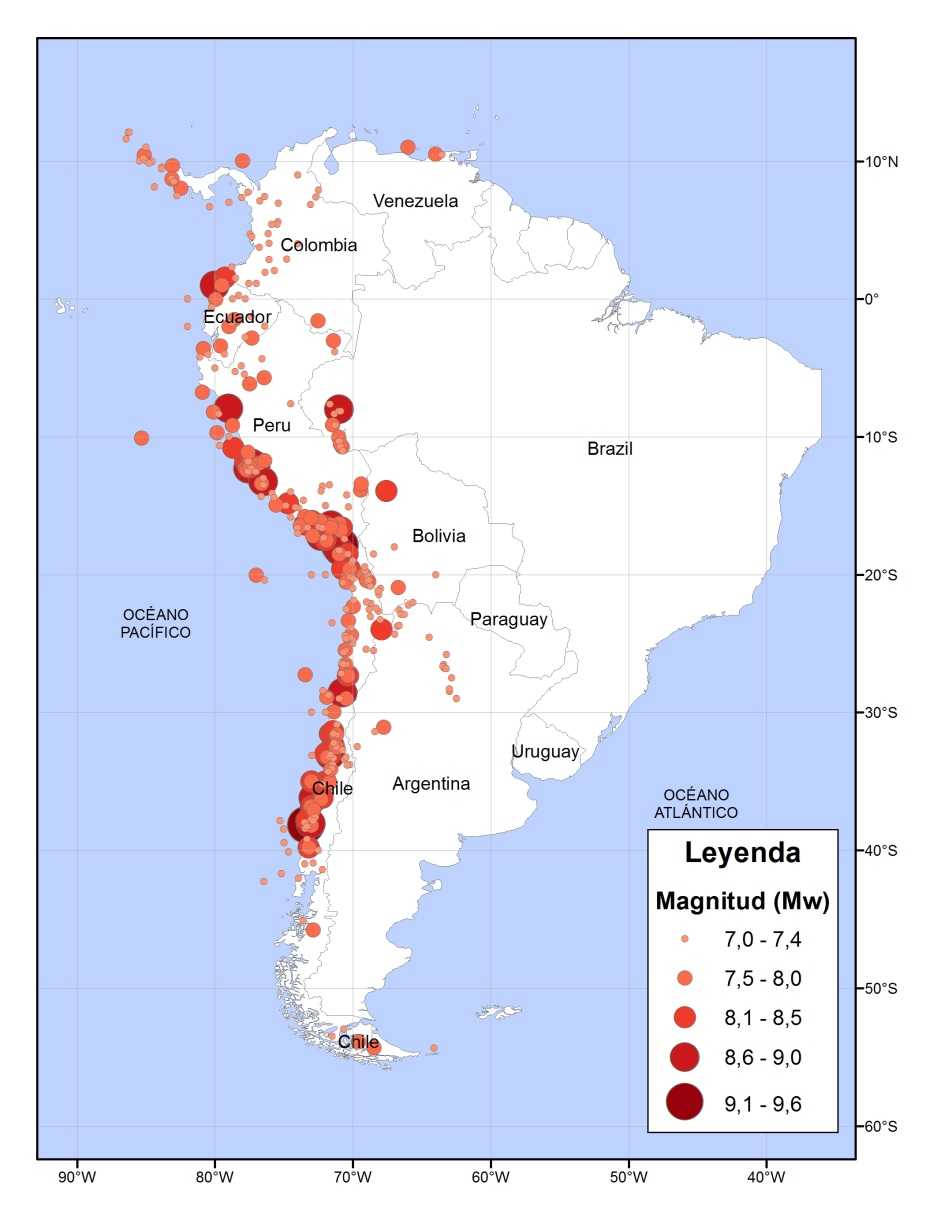 10°N
Venezuela
Colombia
0°
Ecuador
Peru
10°S
Brazil
Bolivia
20°S
OCÉANO
PACÍFICO
Paraguay
30°S
Uruguay
Argentina
Chile
OCÉANO
ATLÁNTICO
40°S
Leyenda
Magnitud (Mw)
7,0 - 7,4
7,5 - 8,0
50°S
8,1 - 8,5
Chile
8,6 - 9,0
9,1 - 9,6
60°S
90°W 80°W 70°W 60°W 50°W 40°W